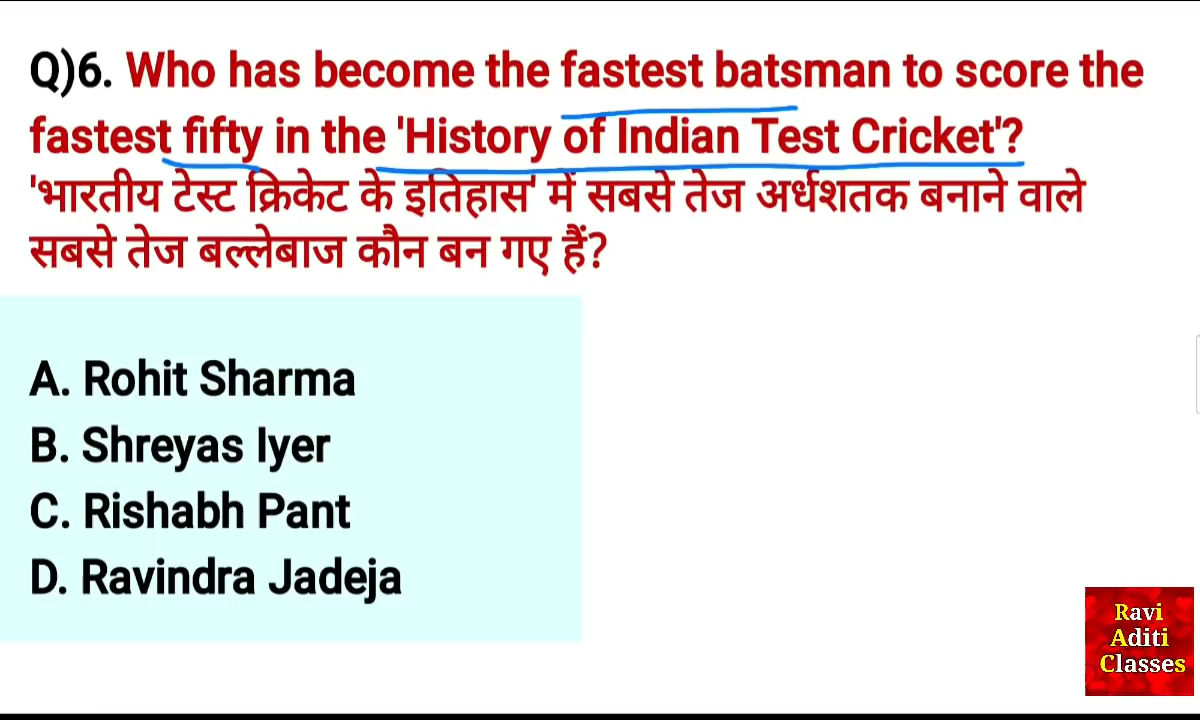 Q)6. Who has become the fastest batsman to score the
fastest fifty in the 'History of Indian Test Cricket'?
'भारतीय टेस्ट क्रिकेट के इतिहास' में सबसे तेज अर्धशतक बनाने वाले
सबसे तेज बल्लेबाज कौन बन गए हैं?
A. Rohit Sharma
B. Shreyas Iyer
C. Rishabh Pant
D. Ravindra Jadeja
Ravi
Aditi
Classes